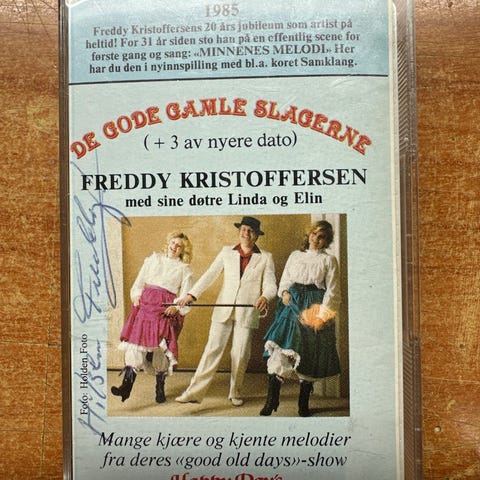 1985
Freddy Kristoffersens 20 års jubileum som artist på
heltid! For 31 år siden sto han på en offentlig scene for
første gang og sang: «MINNENES MELODI» Her
har du den i nyinnspilling med bl.a. koret Samklang.
DE GODE GAMLE SLAGERNE
( + 3 av nyere dato)
FREDDY KRISTOFFERSEN
med sine døtre Linda og Elin
Foto: Holden Foto
Freddy
Mange kjære og kjente melodier
fra deres «good old days»-show
Happy Day's